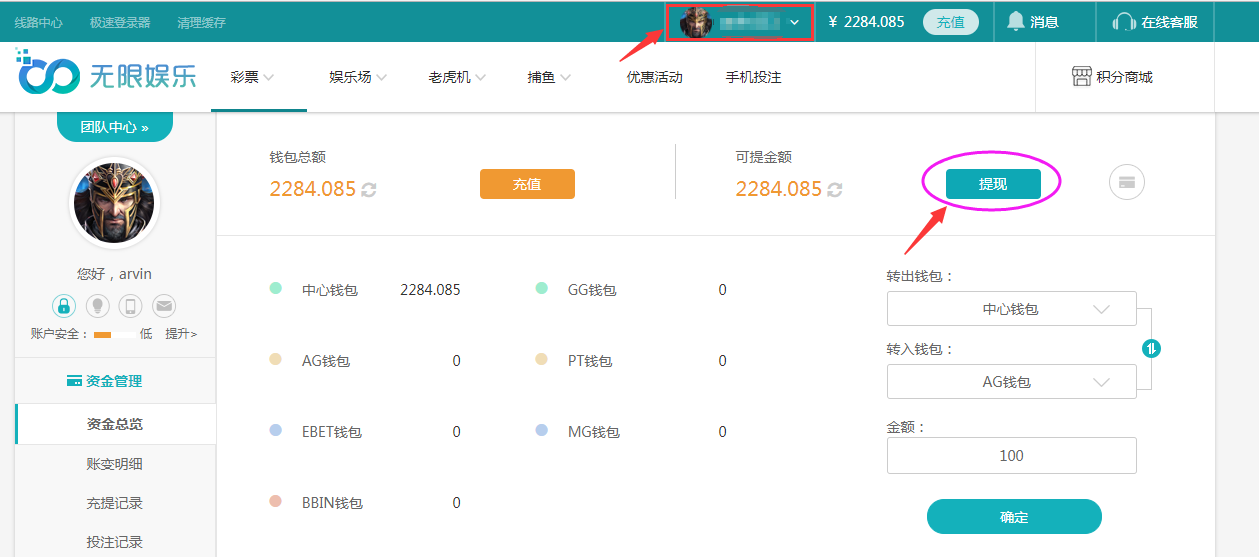 线路中心 极速登录器 清理缓存 ¥ 2284.085 充值 消息 在线客服
无限娱乐 彩票 娱乐场 老虎机 捕鱼 优惠活动 手机投注 积分商城
团队中心 »
钱包总额 可提金额
2284.085 充值 2284.085 提现
您好，arvin
账户安全： 低 提升>
资金管理
资金总览
账变明细
充提记录
投注记录
中心钱包 2284.085 GG钱包 0
AG钱包 0 PT钱包 0
EBET钱包 0 MG钱包 0
BBIN钱包 0
转出钱包：
中心钱包
转入钱包：
AG钱包
金额：
100
确定